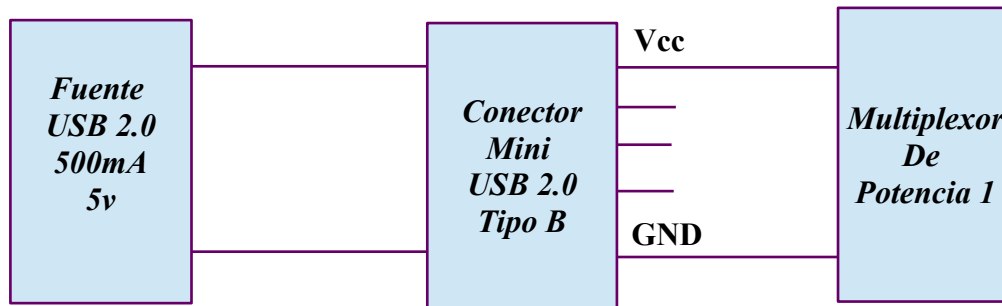 Fuente
USB 2.0
500mA
5v
Conector
Mini
USB 2.0
Tipo B
Vcc
GND
Multiplexor
De
Potencia 1